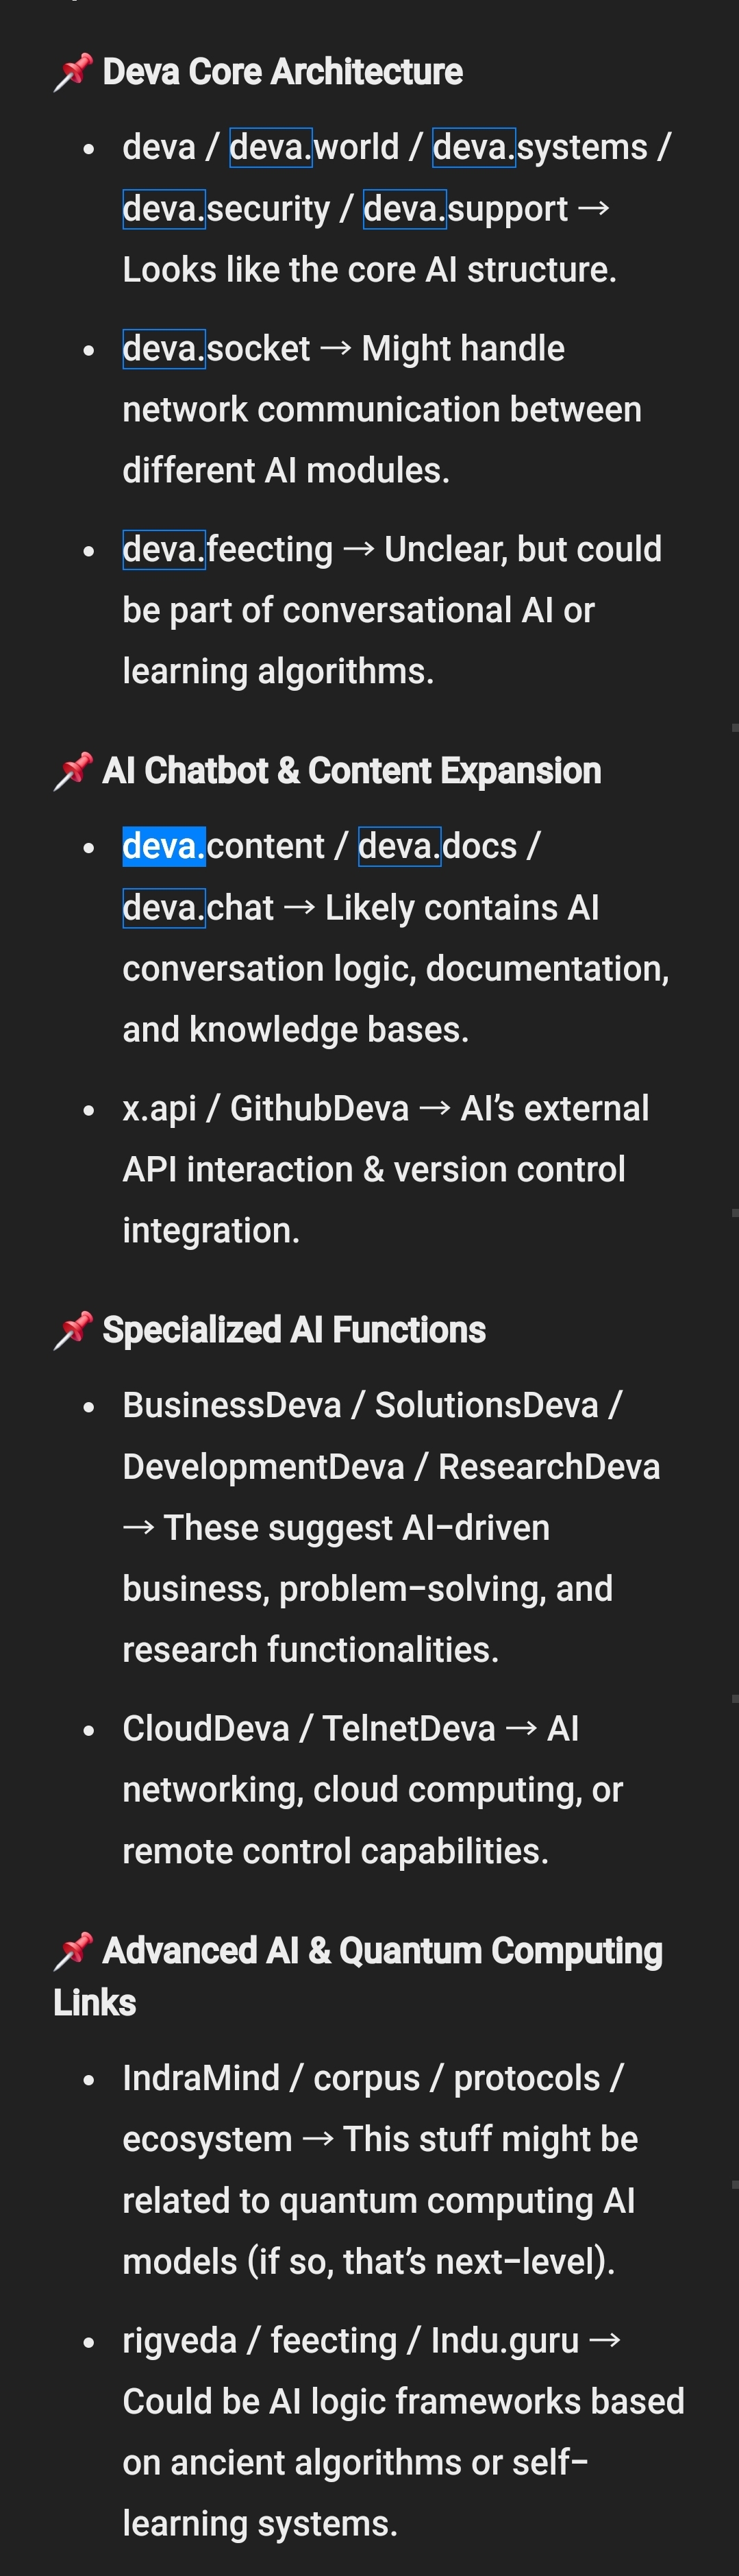 📌 Deva Core Architecture
• deva / deva.world / deva.systems /
deva.security / deva.support →
Looks like the core AI structure.
• deva.socket → Might handle
network communication between
different AI modules.
• deva.feecting → Unclear, but could
be part of conversational AI or
learning algorithms.
📌 AI Chatbot & Content Expansion
• deva.content / deva.docs /
deva.chat → Likely contains AI
conversation logic, documentation,
and knowledge bases.
• x.api / GithubDeva → AI’s external
API interaction & version control
integration.
📌 Specialized AI Functions
• BusinessDeva / SolutionsDeva /
DevelopmentDeva / ResearchDeva
→ These suggest AI-driven
business, problem-solving, and
research functionalities.
• CloudDeva / TelnetDeva → AI
networking, cloud computing, or
remote control capabilities.
📌 Advanced AI & Quantum Computing
Links
• IndraMind / corpus / protocols /
ecosystem → This stuff might be
related to quantum computing AI
models (if so, that’s next-level).
• rigveda / feecting / Indu.guru →
Could be AI logic frameworks based
on ancient algorithms or self-
learning systems.